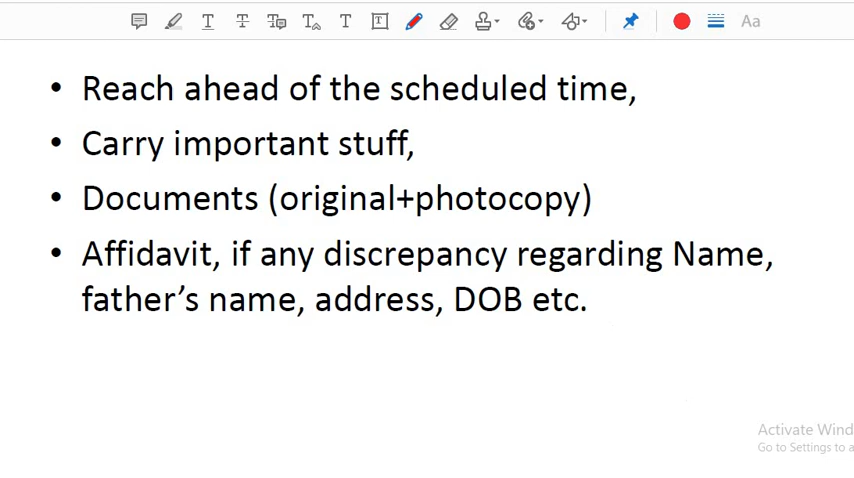 Aa
• Reach ahead of the scheduled time,
• Carry important stuff,
• Documents (original+photocopy)
• Affidavit, if any discrepancy regarding Name,
father’s name, address, DOB etc.
Activate Wind
Go to Settings to a